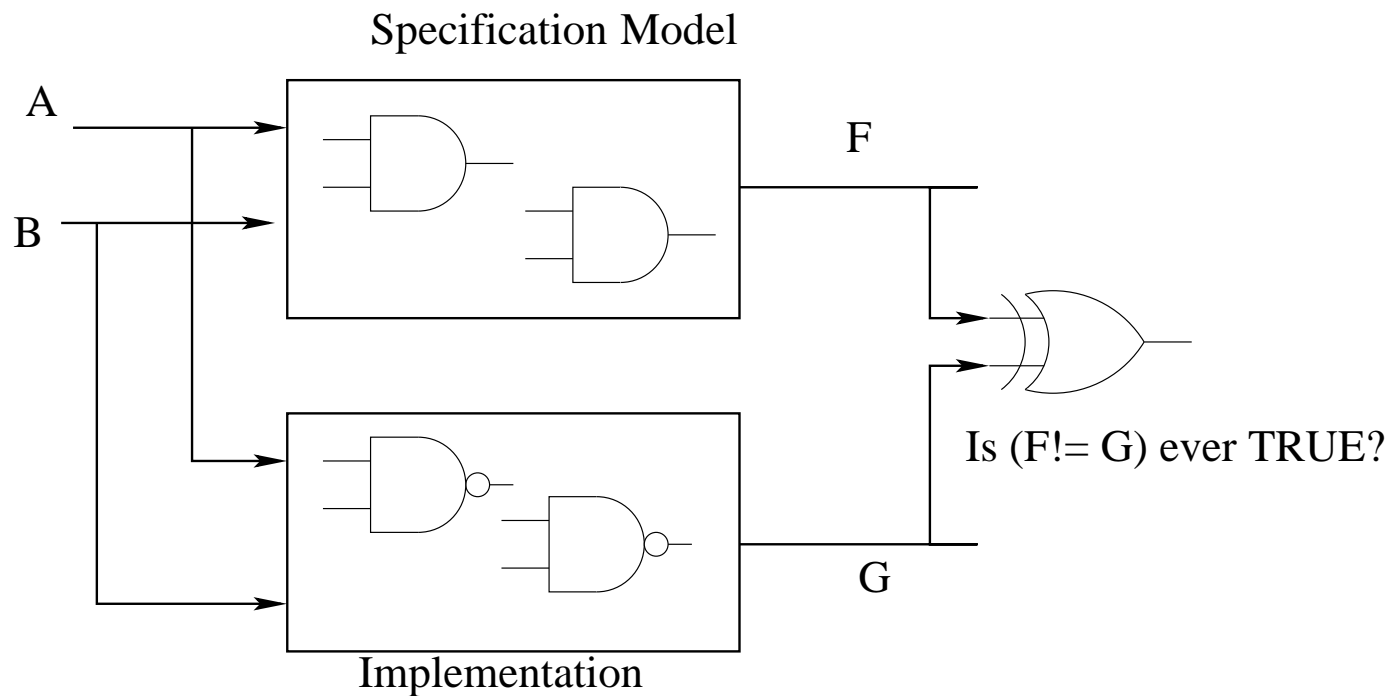 Specification Model
A
B
F
Is (F!= G) ever TRUE?
G
Implementation